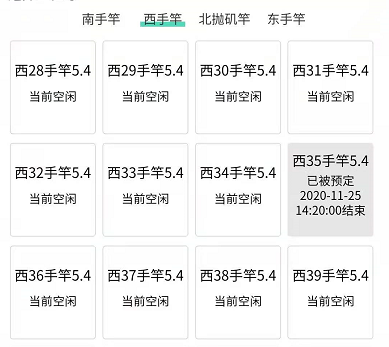 南手竿 西手竿 北抛矶竿 东手竿
西28手竿5.4 西29手竿5.4 西30手竿5.4 西31手竿5.4
当前空闲 当前空闲 当前空闲 当前空闲
西32手竿5.4 西33手竿5.4 西34手竿5.4 西35手竿5.4
当前空闲 当前空闲 当前空闲 已被预定
2020-11-25
14:20:00结束
西36手竿5.4 西37手竿5.4 西38手竿5.4 西39手竿5.4
当前空闲 当前空闲 当前空闲 当前空闲